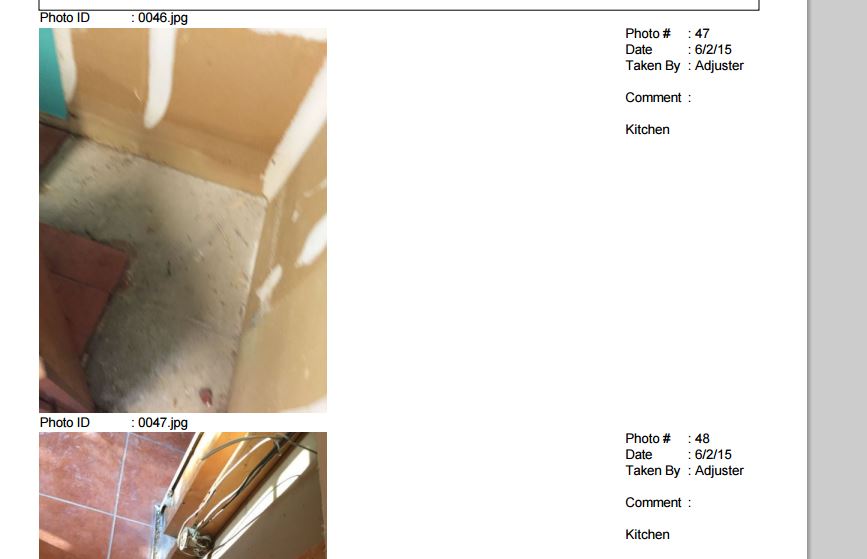 Photo ID : 0046.jpg
Photo # : 47
Date : 6/2/15
Taken By : Adjuster
Comment :
Kitchen
Photo ID : 0047.jpg
Photo # : 48
Date : 6/2/15
Taken By : Adjuster
Comment :
Kitchen